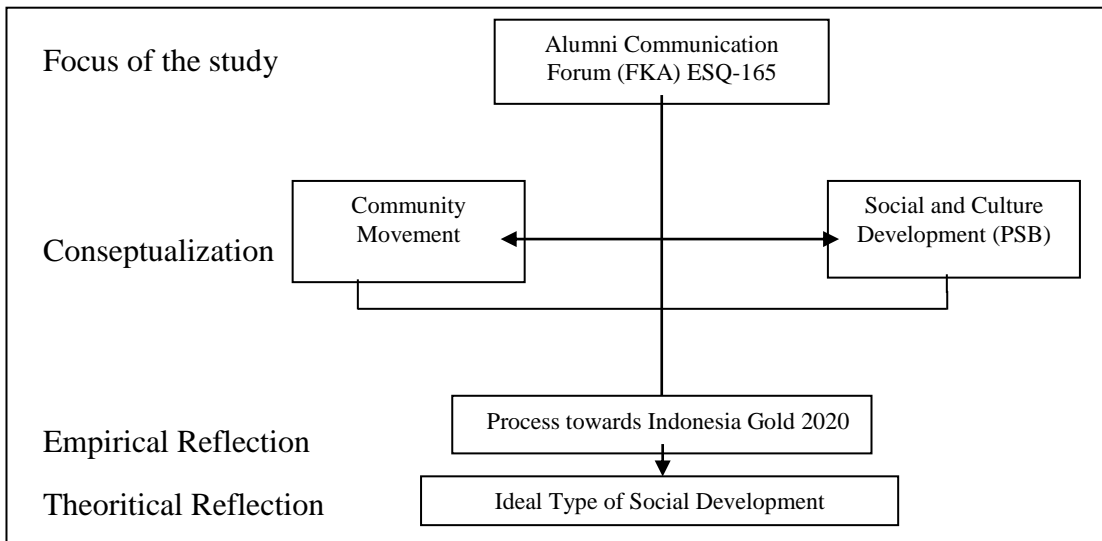 Focus of the study
Alumni Communication
Forum (FKA) ESQ-165
Conseptualization
Community
Movement
Social and Culture
Development (PSB)
Empirical Reflection
Process towards Indonesia Gold 2020
Theoritical Reflection
Ideal Type of Social Development